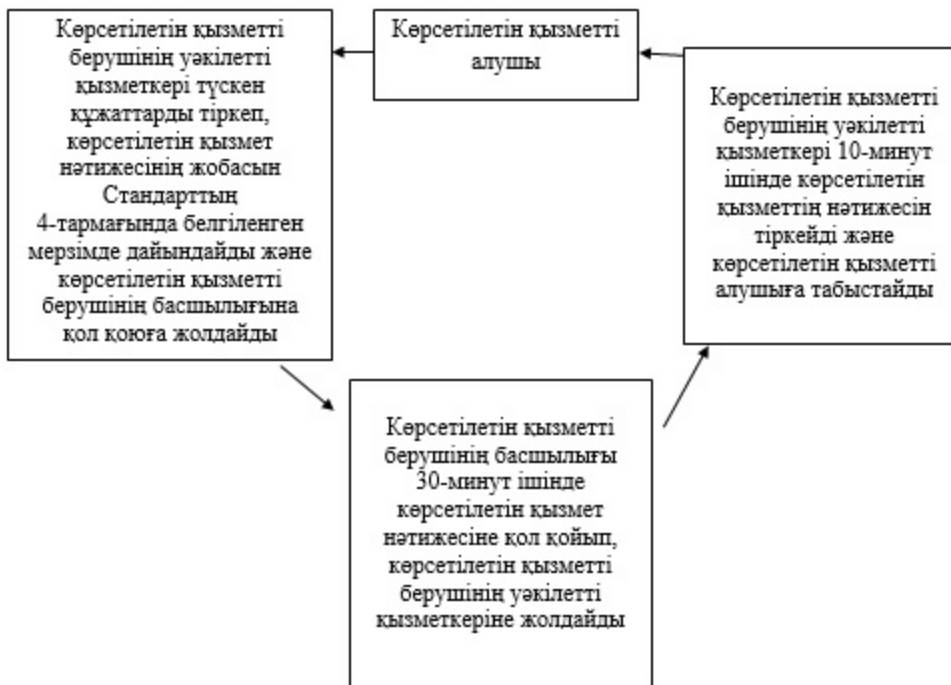 Көрсетілетін қызметті
берушінің уәкілетті
қызметкері түскен
құжаттарды тіркеп,
көрсетілетін қызмет
нәтижесінің жобасын
Стандарттың
4-тармағында белгіленген
мерзімде дайындайды және
көрсетілетін қызметті
берушінің басшылығына
қол қоюға жолдайды
Көрсетілетін қызметті
алушы
Көрсетілетін қызметті
берушінің уәкілетті
қызметкері 10-минут
ішінде көрсетілетін
қызметтің нәтижесін
тіркейді және
көрсетілетін қызметті
алушыға табыстайды
Көрсетілетін қызметті
берушінің басшылығы
30-минут ішінде
көрсетілетін қызмет
нәтижесіне қол қойып,
көрсетілетін қызметті
берушінің уәкілетті
қызметкеріне жолдайды